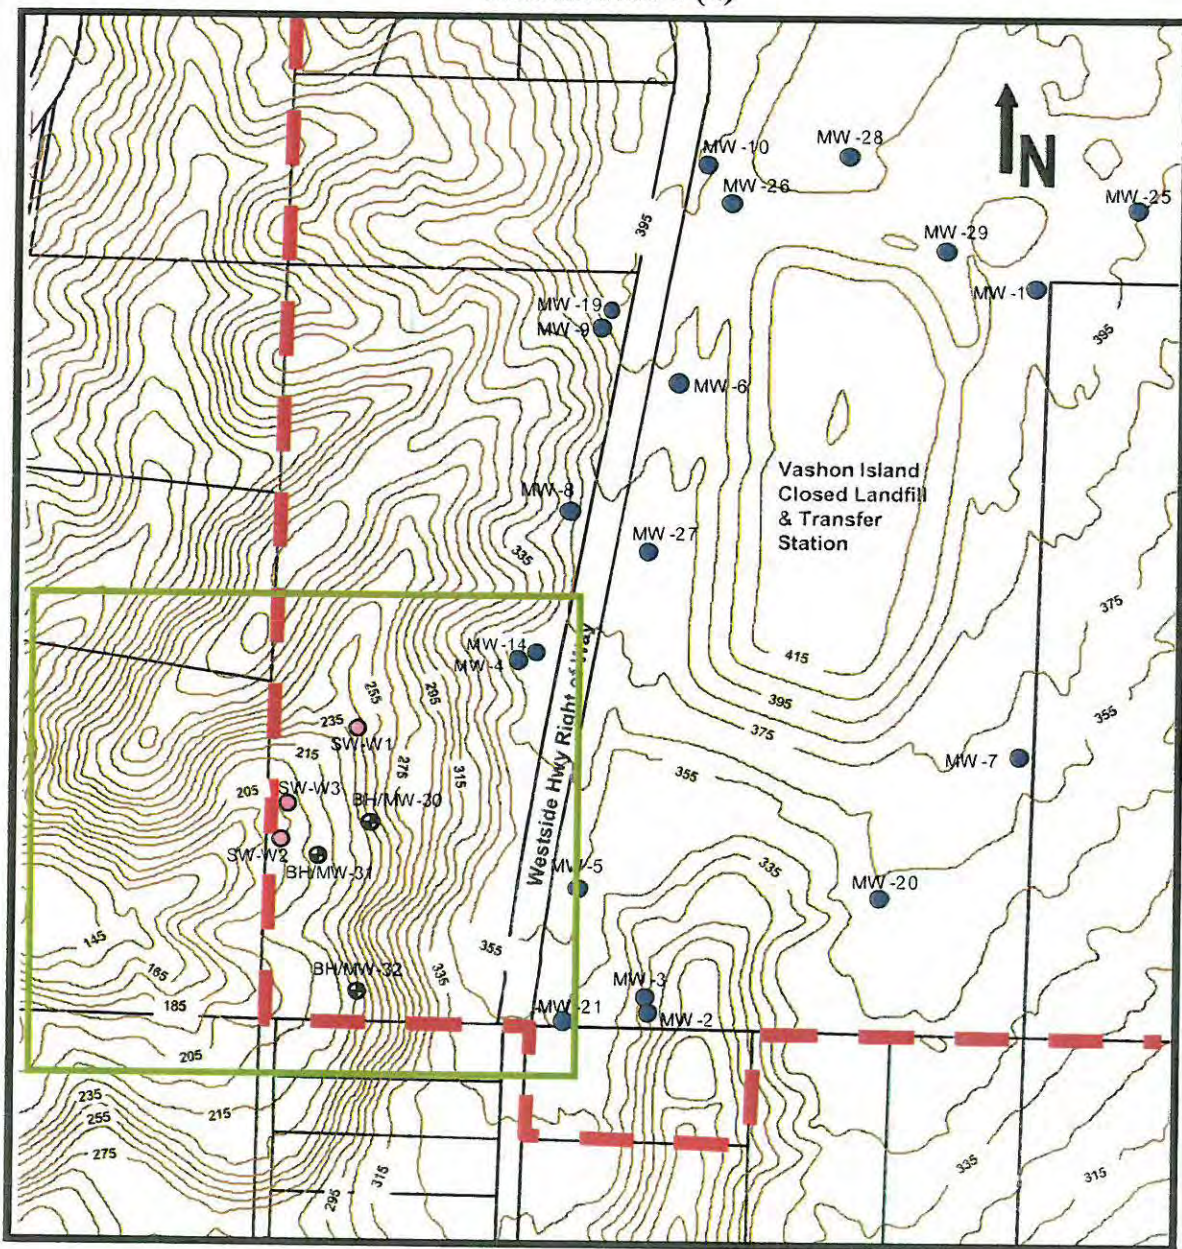 MW-28
MW-10
N
MW-26
MW-25
395
MW-29
MW-1
MW-19
MW-9
395
MW-6
Vashon Island
Closed Landfill
& Transfer
Station
MW-8
MW-27
335
375
Westside Hwy Right of Way
MW-14
MW-4
415
255
295
395
355
235
SW-W1
215
375
275
315
MW-7
355
SW-W3
205
BH/MW-30
SW-W2
BH/MW-31
335
MW-5
MW-20
145
355
165
BH/MW-32
335
MW-3
185
MW-21
MW-2
205
235
215
255
275
295
315
335
315